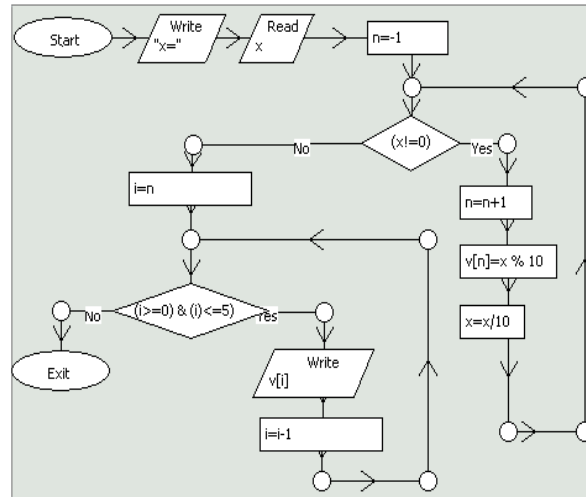 Start
Write
"x="
Read
x
n=-1
(x!=0)
No
Yes
i=n
n=n+1
v[n]=x % 10
x=x/10
(i>=0) & (i)<=5)
No
Yes
Exit
Write
v[i]
i=i-1